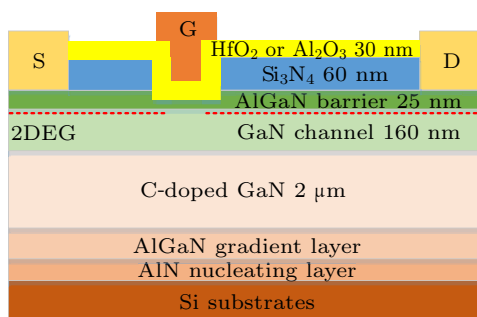 G
S
HfO₂ or Al₂O₃ 30 nm
D
Si₃N₄ 60 nm
AlGaN barrier 25 nm
2DEG
GaN channel 160 nm
C-doped GaN 2 μm
AlGaN gradient layer
AlN nucleating layer
Si substrates